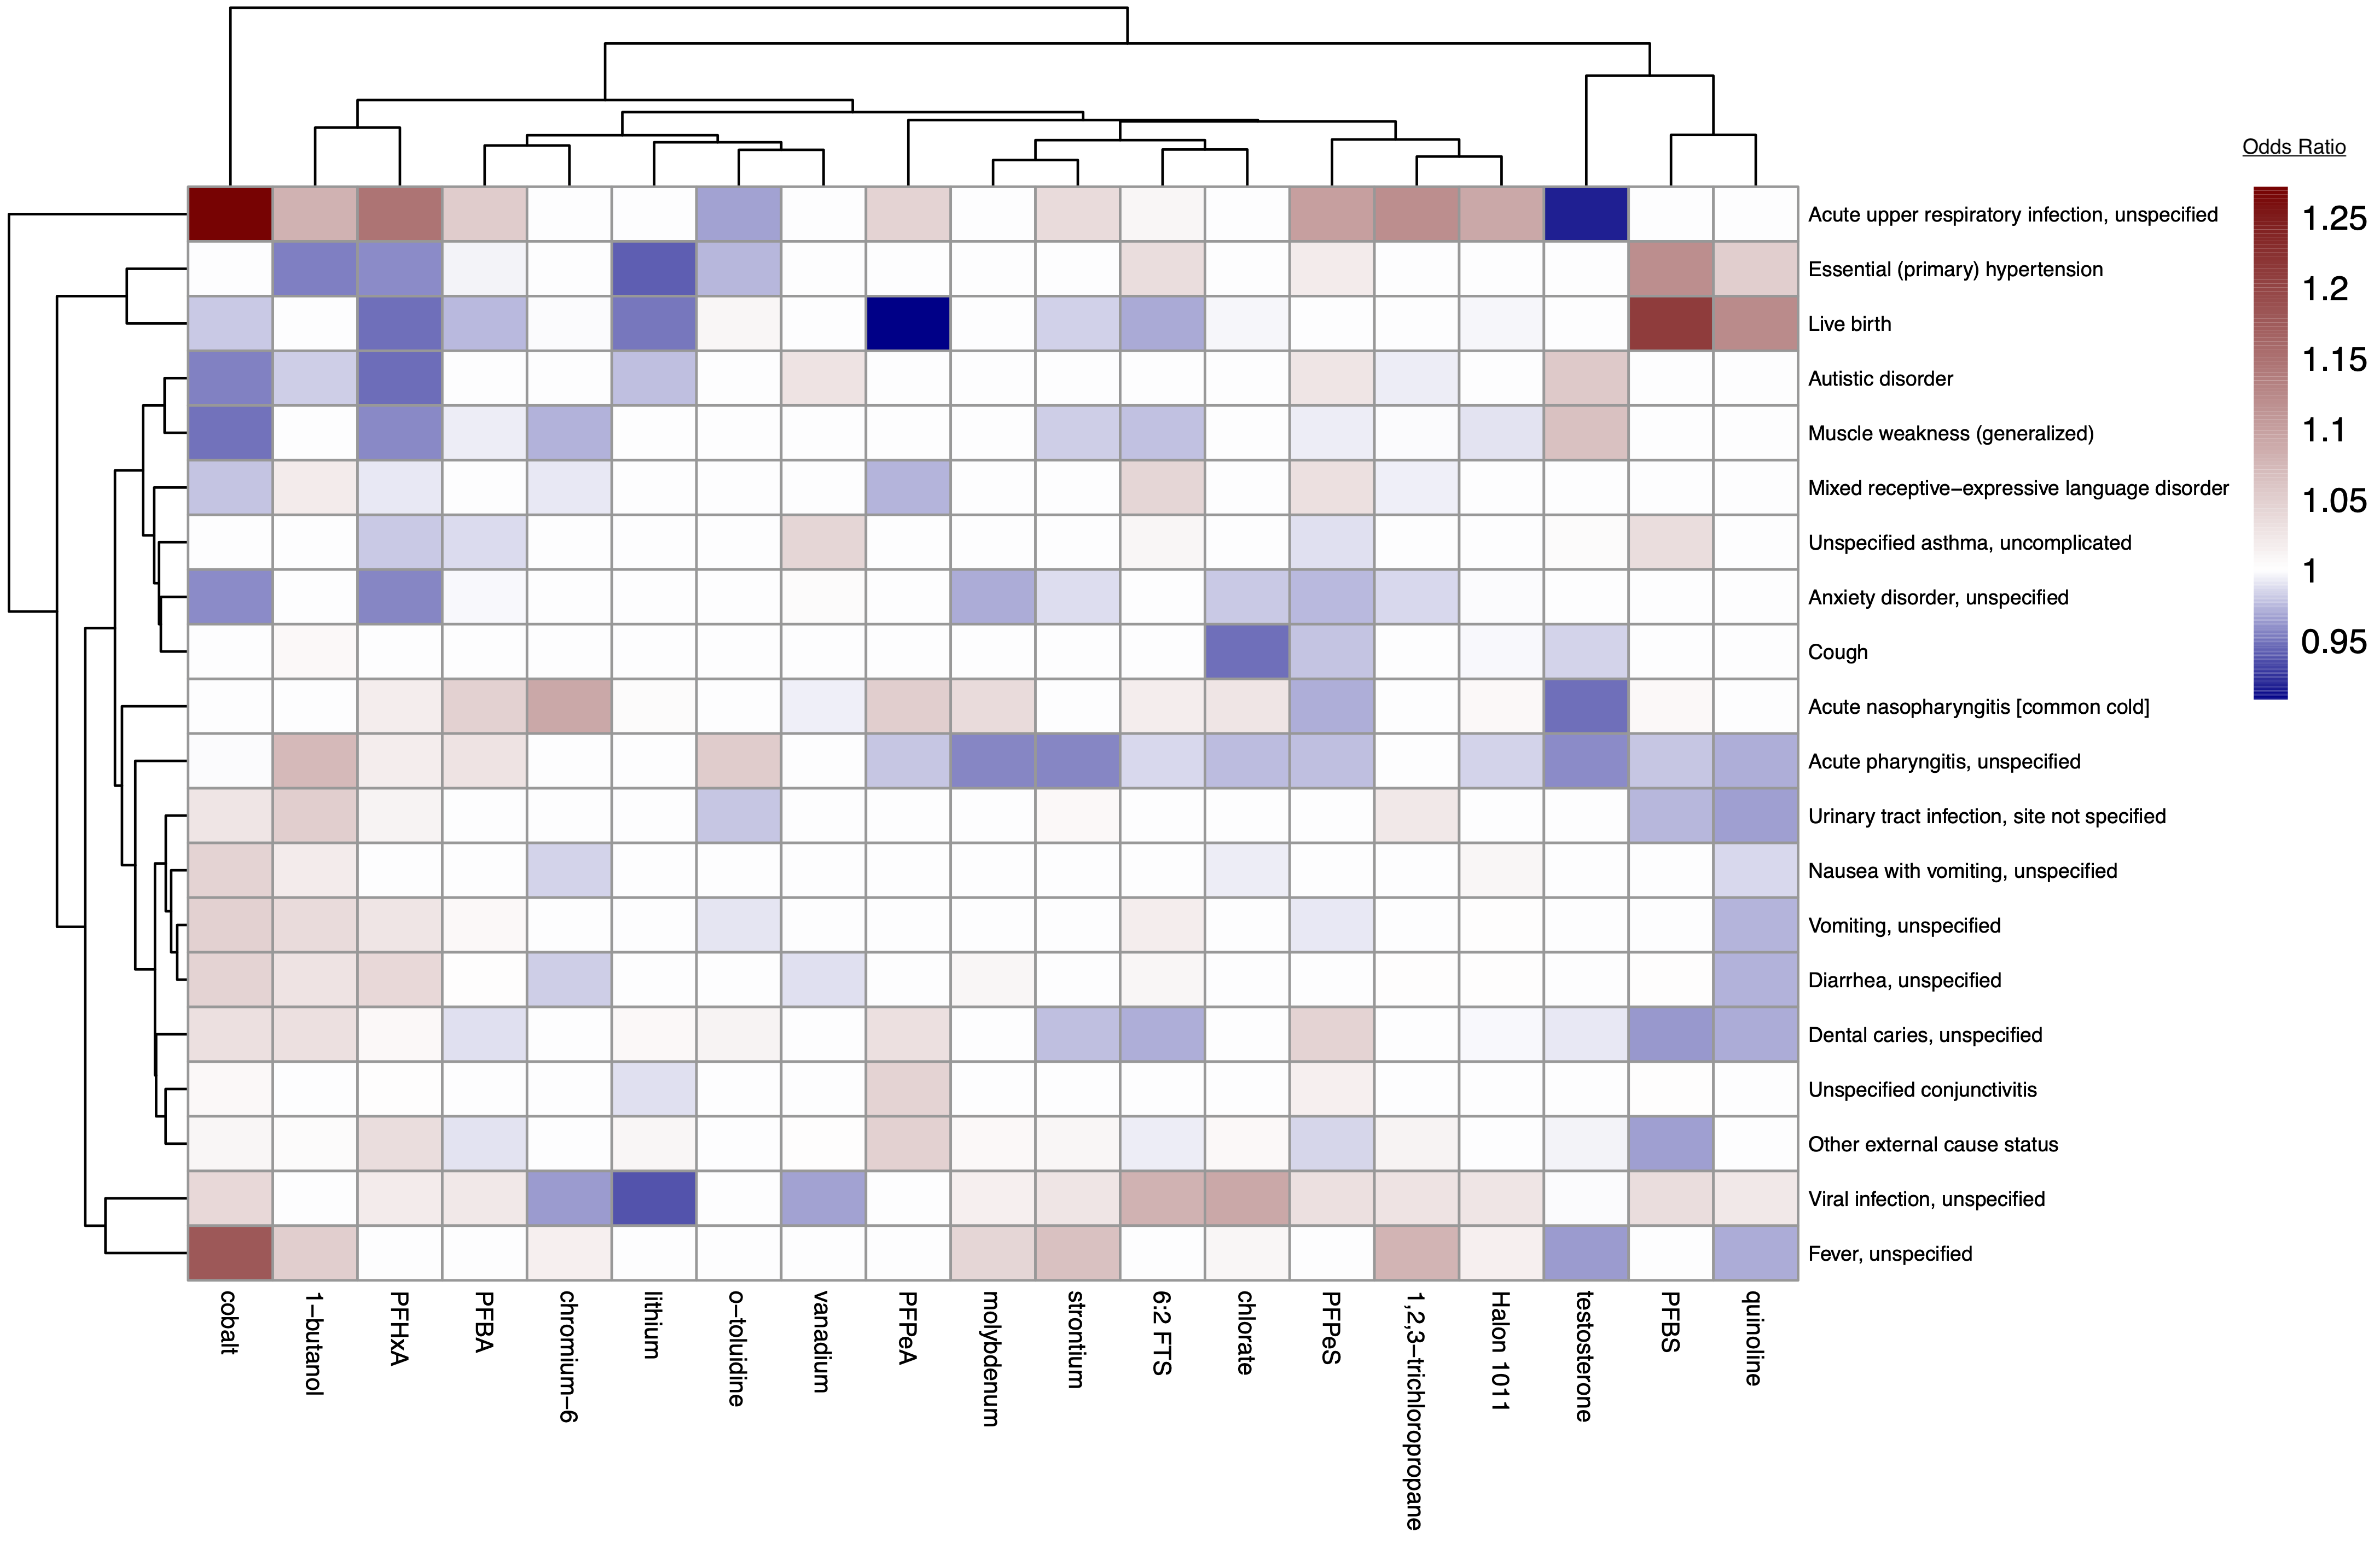 Odds Ratio
1.25
1.2
1.15
1.1
1.05
1
0.95
Acute upper respiratory infection, unspecified
Essential (primary) hypertension
Live birth
Autistic disorder
Muscle weakness (generalized)
Mixed receptive−expressive language disorder
Unspecified asthma, uncomplicated
Anxiety disorder, unspecified
Cough
Acute nasopharyngitis [common cold]
Acute pharyngitis, unspecified
Urinary tract infection, site not specified
Nausea with vomiting, unspecified
Vomiting, unspecified
Diarrhea, unspecified
Dental caries, unspecified
Unspecified conjunctivitis
Other external cause status
Viral infection, unspecified
Fever, unspecified
cobalt
1−butanol
PFHxA
PFBA
chromium−6
lithium
o−toluidine
vanadium
PFPeA
molybdenum
strontium
6:2 FTS
chlorate
PFPeS
1,2,3−trichloropropane
Halon 1011
testosterone
PFBS
quinoline